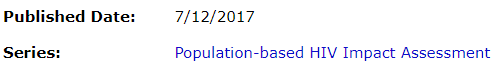 Published Date: 7/12/2017
Series: Population-based HIV Impact Assessment